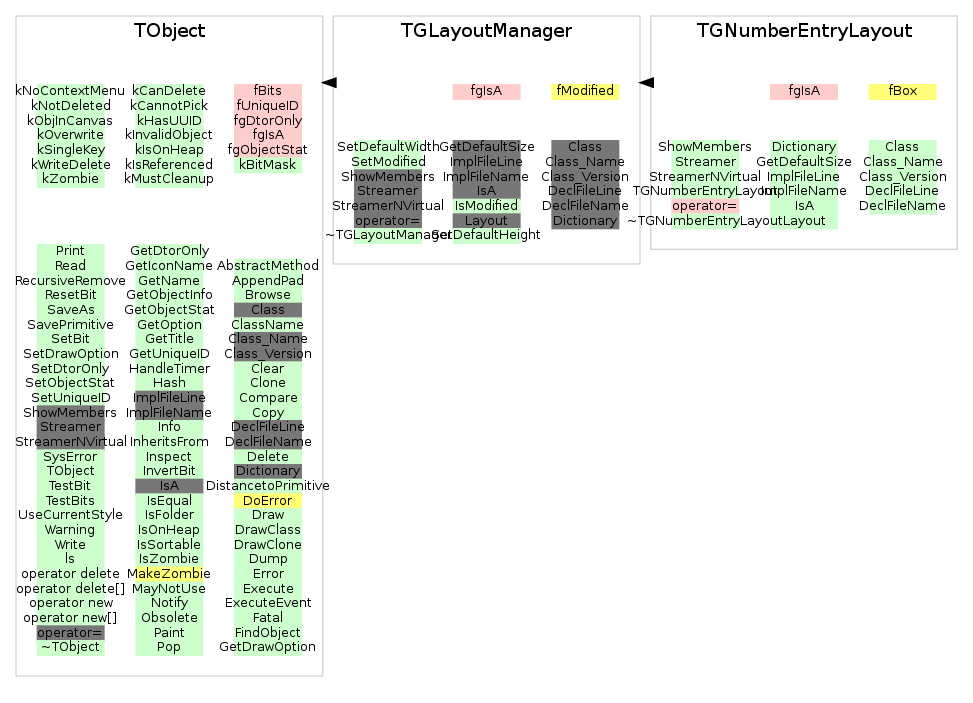 TObject
kNoContextMenu kCanDelete fBits
kNotDeleted kCannotPick fUniqueID
kObjInCanvas kHasUUID fgDtorOnly
kOverwrite kInvalidObject fgIsA
kSingleKey kIsOnHeap fgObjectStat
kWriteDelete kIsReferenced kBitMask
kZombie kMustCleanup
Print GetDtorOnly
Read GetIconName AbstractMethod
RecursiveRemove GetName AppendPad
ResetBit GetObjectInfo Browse
SaveAs GetObjectStat Class
SavePrimitive GetOption ClassName
SetBit GetTitle Class_Name
SetDrawOption GetUniqueID Class_Version
SetDtorOnly HandleTimer Clear
SetObjectStat Hash Clone
SetUniqueID ImplFileLine Compare
ShowMembers ImplFileName Copy
Streamer Info DeclFileLine
StreamerNVirtual InheritsFrom DeclFileName
SysError Inspect Delete
TObject InvertBit Dictionary
TestBit IsA DistancetoPrimitive
TestBits IsEqual DoError
UseCurrentStyle IsFolder Draw
Warning IsOnHeap DrawClass
Write IsSortable DrawClone
ls IsZombie Dump
operator delete MakeZombie Error
operator delete[] MayNotUse Execute
operator new Notify ExecuteEvent
operator new[] Obsolete Fatal
operator= Paint FindObject
~TObject Pop GetDrawOption
TGLayoutManager
fgIsA fModified
SetDefaultWidth GetDefaultSize Class
SetModified ImplFileLine Class_Name
ShowMembers ImplFileName Class_Version
Streamer IsA DeclFileLine
StreamerNVirtual IsModified DeclFileName
operator= Layout Dictionary
~TGLayoutManager SetDefaultHeight
TGNumberEntryLayout
fgIsA fBox
ShowMembers Dictionary Class
Streamer GetDefaultSize Class_Name
StreamerNVirtual ImplFileLine Class_Version
TGNumberEntryLayout ImplFileName DeclFileLine
operator= IsA DeclFileName
~TGNumberEntryLayout Layout